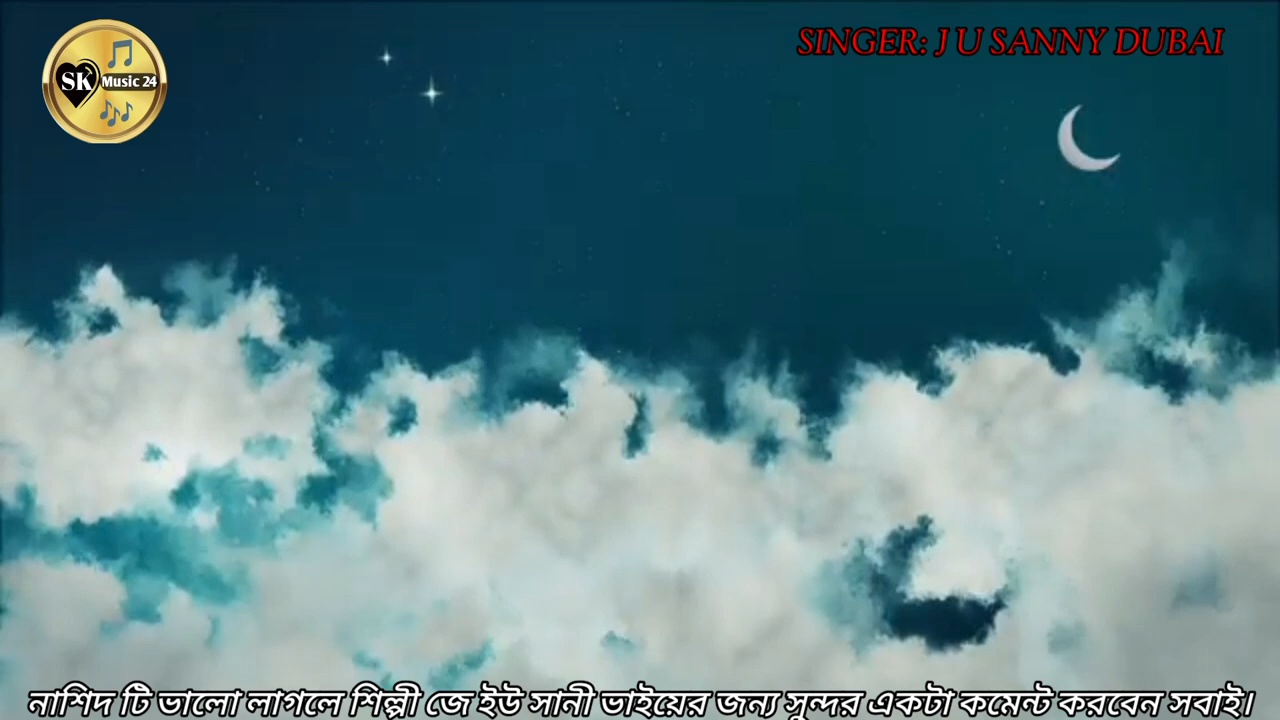 SINGER: J U SANNY DUBAI
SK Music 24
নাশিদ টি ভালো লাগলে শিল্পী জে ইউ সানী ভাইয়ের জন্য সুন্দর একটা কমেন্ট করবেন সবাই।